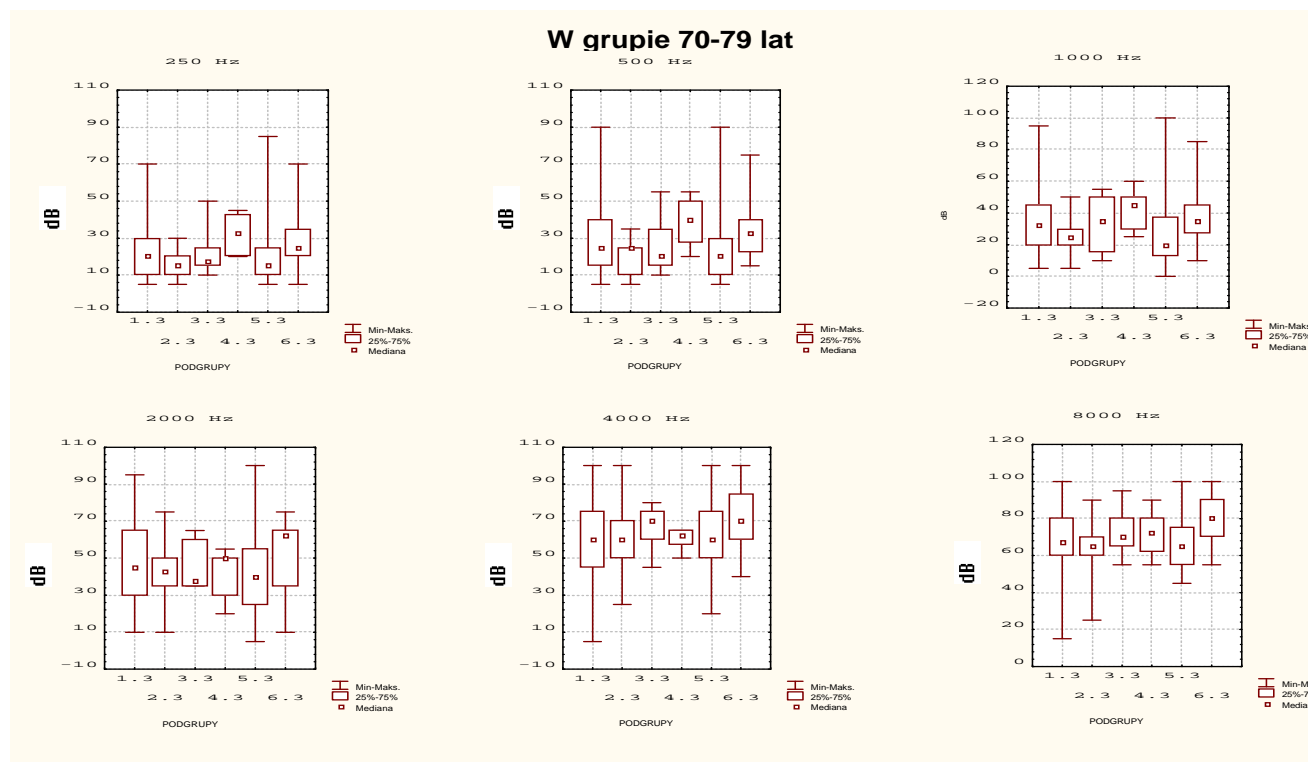 W grupie 70-79 lat
250 Hz
110
90
70
50
30
10
-10
dB
1.3 3.3 5.3
2.3 4.3 6.3
PODGRUPY
Min-Maks.
25%-75%
Mediana
500 Hz
110
90
70
50
30
10
-10
dB
1.3 3.3 5.3
2.3 4.3 6.3
PODGRUPY
Min-Maks.
25%-75%
Mediana
1000 Hz
120
100
80
60
40
20
0
-20
dB
1.3 3.3 5.3
2.3 4.3 6.3
PODGRUPY
Min-Maks
25%-75%
Mediana
2000 Hz
110
90
70
50
30
10
-10
dB
1.3 3.3 5.3
2.3 4.3 6.3
PODGRUPY
Min-Maks.
25%-75%
Mediana
4000 Hz
110
90
70
50
30
10
-10
dB
1.3 3.3 5.3
2.3 4.3 6.3
PODGRUPY
Min-Maks.
25%-75%
Mediana
8000 Hz
120
100
80
60
40
20
0
dB
1.3 3.3 5.3
2.3 4.3 6.3
PODGRUPY
Min-M
25%-7
Media